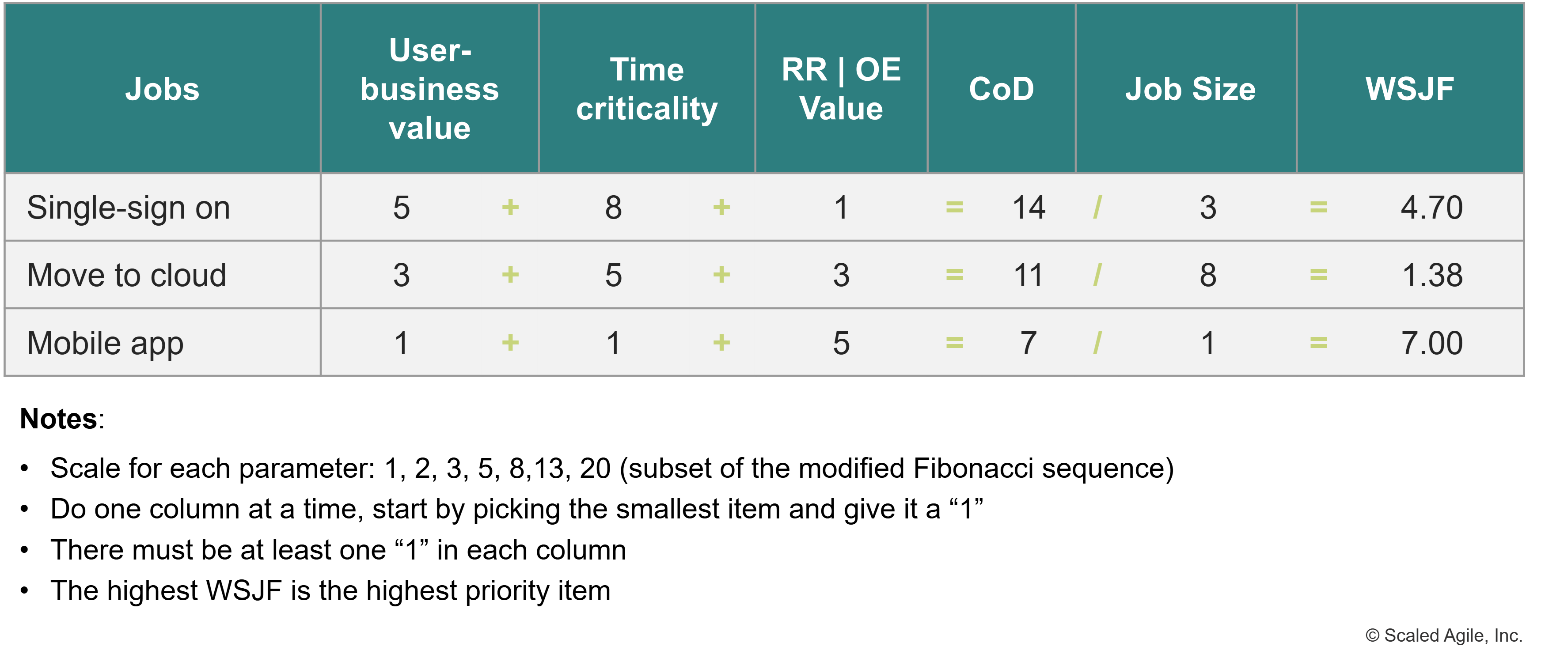 Jobs User-business value Time criticality RR | OE Value CoD Job Size WSJF
Single-sign on 5 + 8 + 1 = 14 / 3 = 4.70
Move to cloud 3 + 5 + 3 = 11 / 8 = 1.38
Mobile app 1 + 1 + 5 = 7 / 1 = 7.00
Notes:
• Scale for each parameter: 1, 2, 3, 5, 8,13, 20 (subset of the modified Fibonacci sequence)
• Do one column at a time, start by picking the smallest item and give it a “1”
• There must be at least one “1” in each column
• The highest WSJF is the highest priority item
© Scaled Agile, Inc.